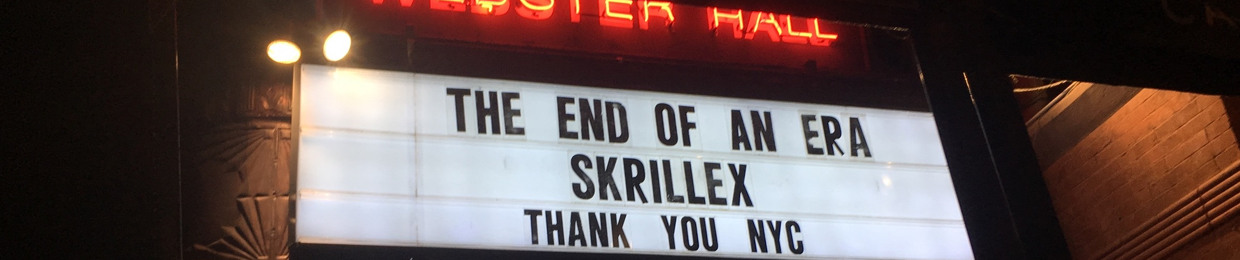 WEBSTER HALL
THE END OF AN ERA
SKRILLEX
THANK YOU NYC